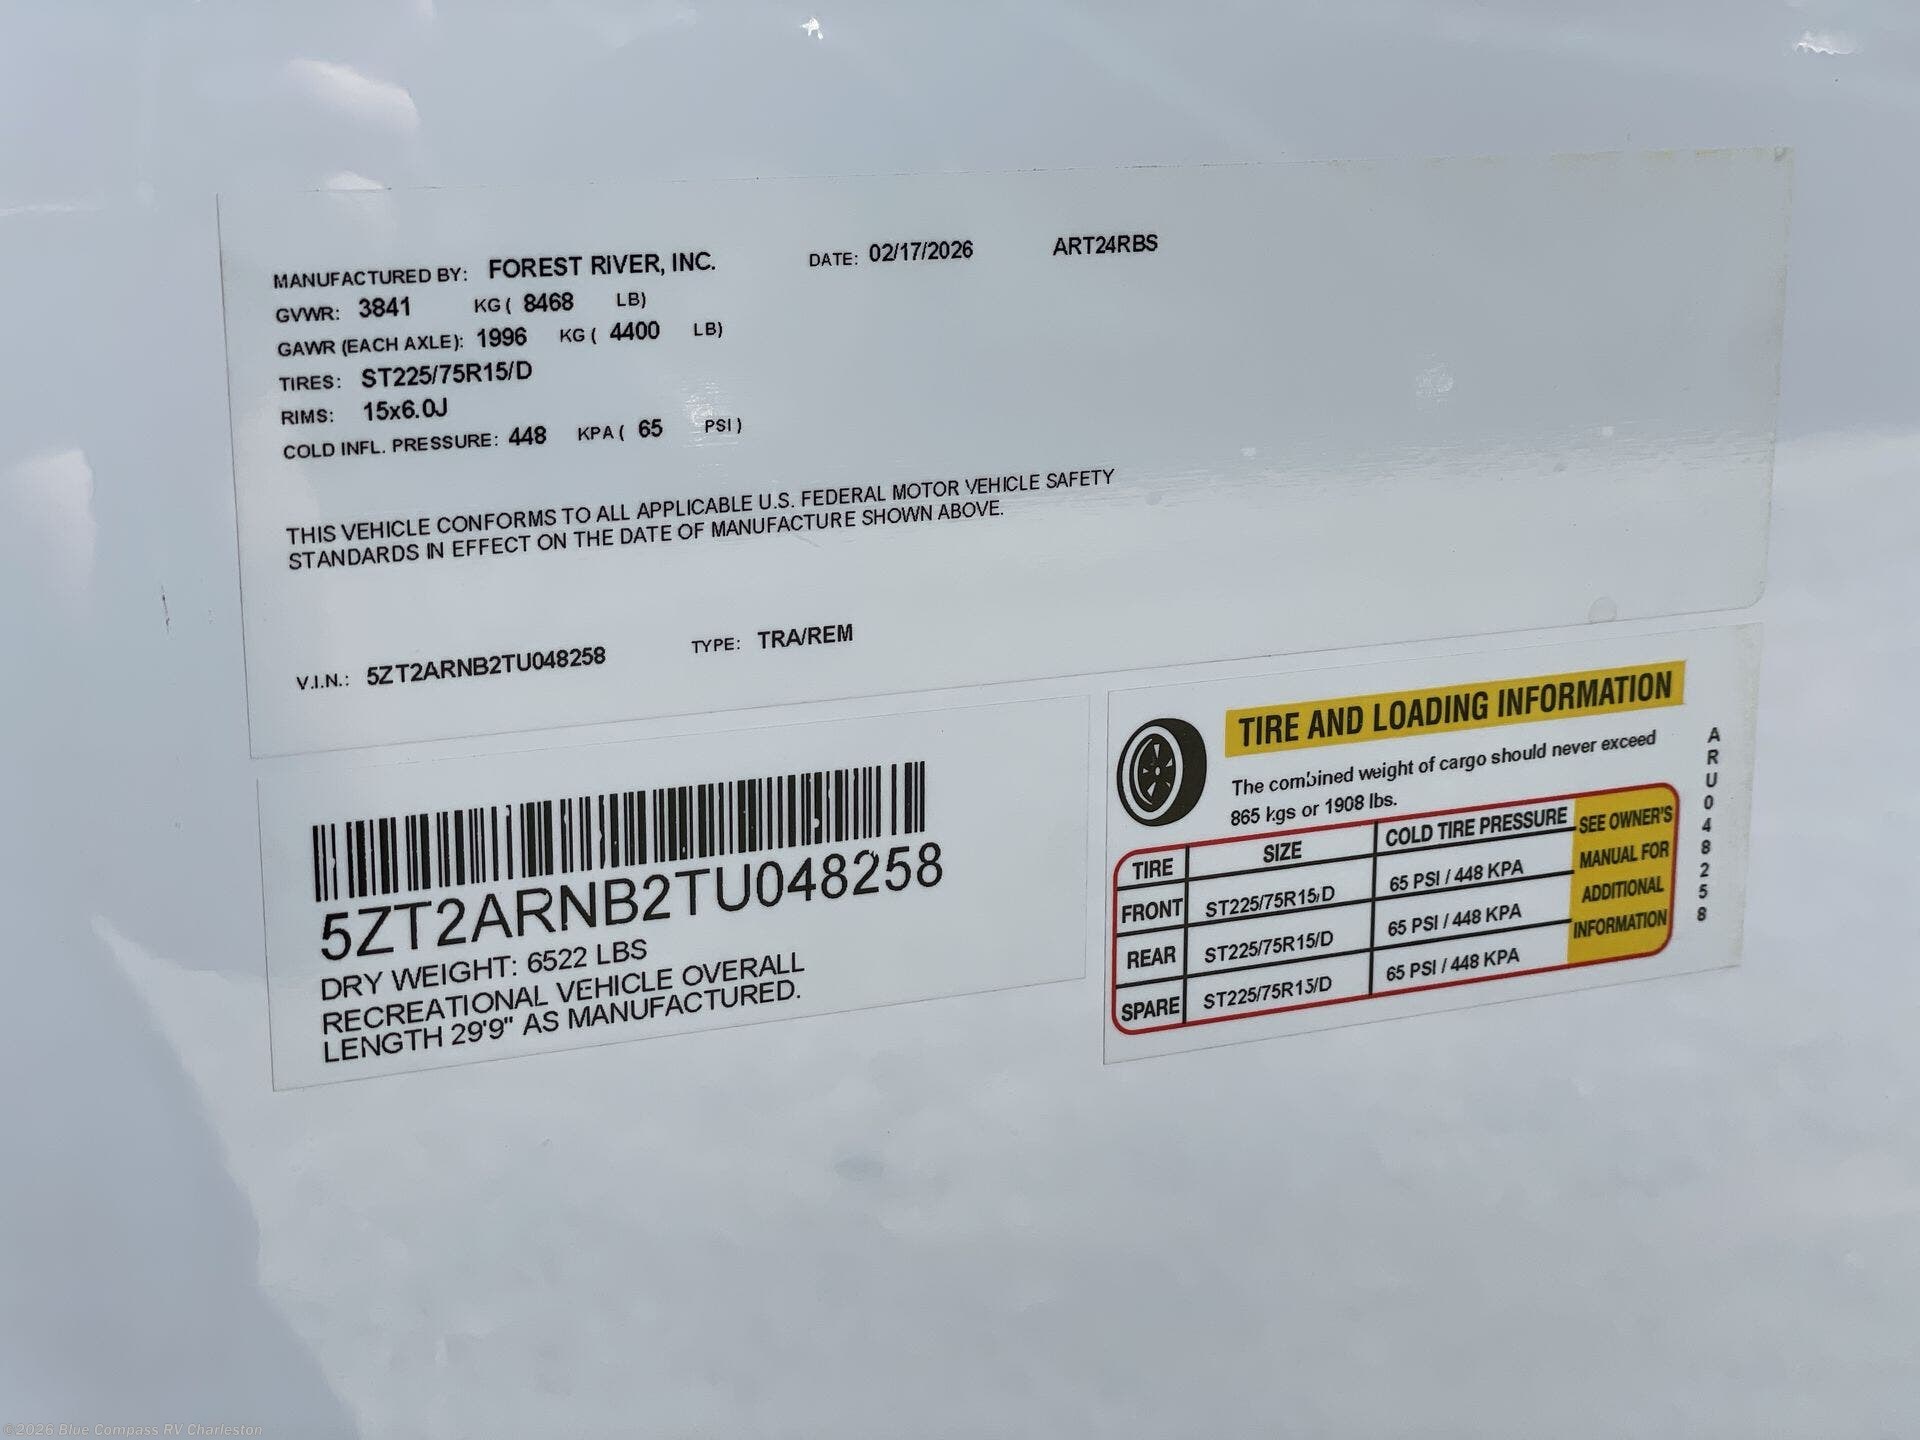 MANUFACTURED BY: FOREST RIVER, INC. DATE: 02/17/2026 ART24RBS
GVWR: 3841 KG ( 8468 LB)
GAWR (EACH AXLE): 1996 KG ( 4400 LB)
TIRES: ST225/75R15/D
RIMS: 15x6.0J
COLD INFL. PRESSURE: 448 KPA ( 65 PSI )
THIS VEHICLE CONFORMS TO ALL APPLICABLE U.S. FEDERAL MOTOR VEHICLE SAFETY
STANDARDS IN EFFECT ON THE DATE OF MANUFACTURE SHOWN ABOVE.
V.I.N.: 5ZT2ARNB2TU048258 TYPE: TRA/REM
5ZT2ARNB2TU048258
DRY WEIGHT: 6522 LBS
RECREATIONAL VEHICLE OVERALL
LENGTH 29'9" AS MANUFACTURED.
TIRE AND LOADING INFORMATION
The combined weight of cargo should never exceed
865 kgs or 1908 lbs.
TIRE SIZE COLD TIRE PRESSURE
FRONT ST225/75R15/D 65 PSI / 448 KPA
REAR ST225/75R15/D 65 PSI / 448 KPA
SPARE ST225/75R15/D 65 PSI / 448 KPA
SEE OWNER'S
MANUAL FOR
ADDITIONAL
INFORMATION
ARU048258
©2026 Blue Compass RV Charleston